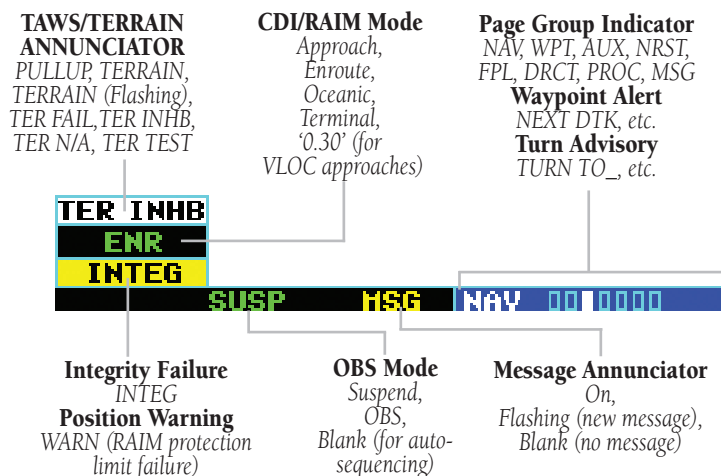 TAWS/TERRAIN
ANNUNCIATOR
PULLUP, TERRAIN,
TERRAIN (Flashing),
TER FAIL,TER INHB,
TER N/A, TER TEST
CDI/RAIM Mode
Approach,
Enroute,
Oceanic,
Terminal,
‘0.30’ (for
VLOC approaches)
Page Group Indicator
NAV, WPT, AUX, NRST,
FPL, DRCT, PROC, MSG
Waypoint Alert
NEXT DTK, etc.
Turn Advisory
TURN TO_, etc.
TER INHB
ENR
INTEG
SUSP MSG NAV
Integrity Failure
INTEG
Position Warning
WARN (RAIM protection
limit failure)
OBS Mode
Suspend,
OBS,
Blank (for auto-
sequencing)
Message Annunciator
On,
Flashing (new message),
Blank (no message)